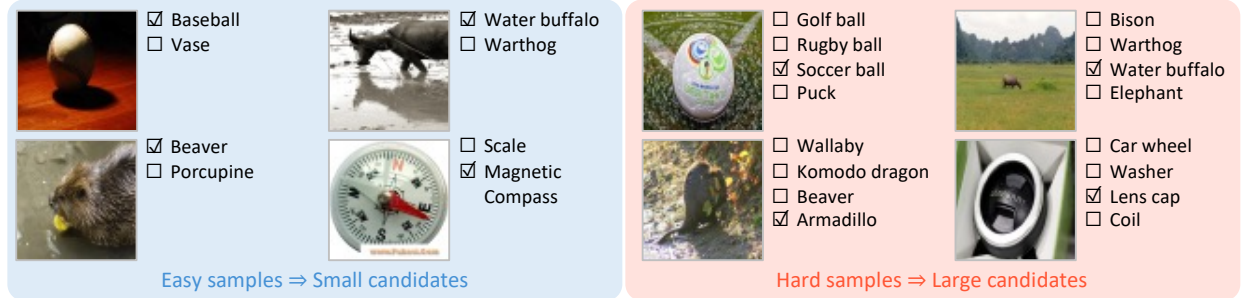 ☑ Baseball
☐ Vase
☑ Water buffalo
☐ Warthog
☑ Beaver
☐ Porcupine
☐ Scale
☑ Magnetic
Compass
N
E
S
Easy samples ⇒ Small candidates
☐ Golf ball
☐ Rugby ball
☑ Soccer ball
☐ Puck
☐ Bison
☐ Warthog
☑ Water buffalo
☐ Elephant
☐ Wallaby
☐ Komodo dragon
☐ Beaver
☑ Armadillo
☐ Car wheel
☐ Washer
☑ Lens cap
☐ Coil
Hard samples ⇒ Large candidates